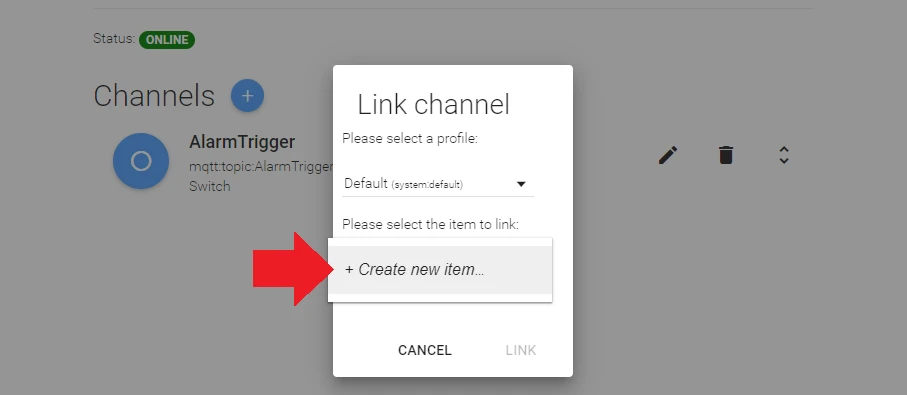 Status: ONLINE
Channels +
AlarmTrigger
mqtt:topic:AlarmTrigger
Switch
Link channel
Please select a profile:
Default (system:default)
Please select the item to link:
+ Create new item...
CANCEL LINK